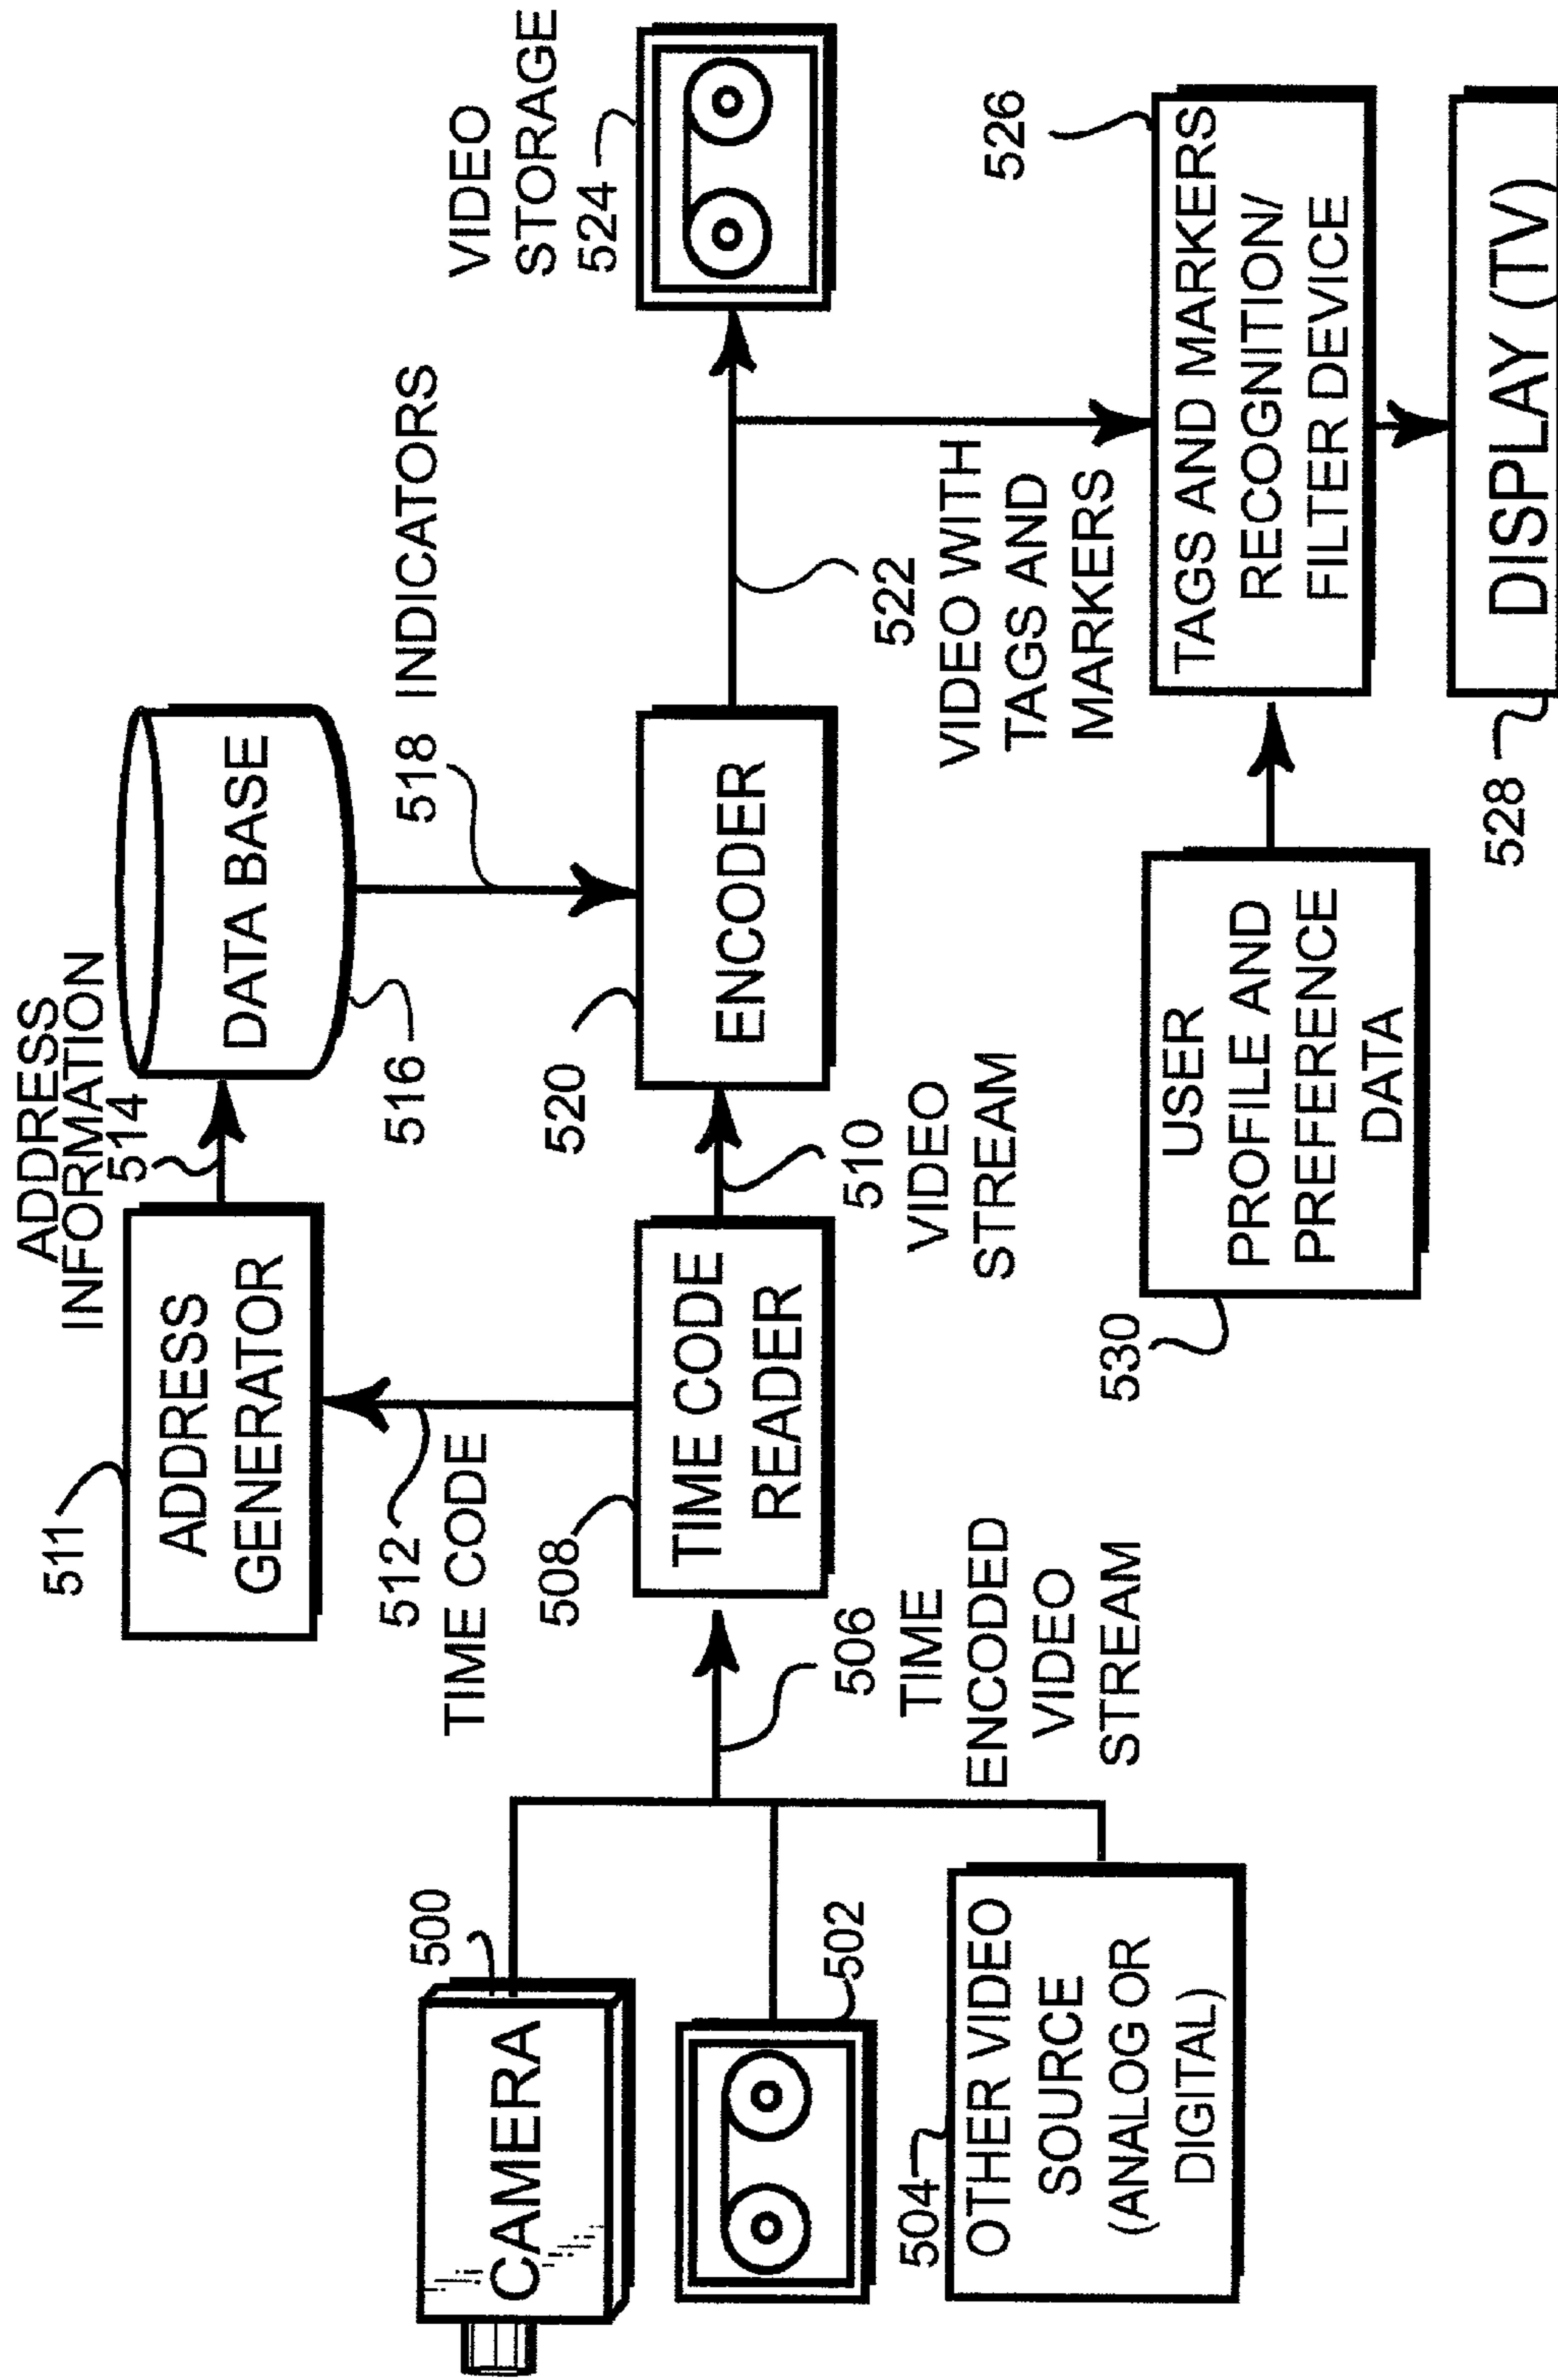 ADDRESS
INFORMATION
514
511
ADDRESS
GENERATOR
DATA BASE
516
512
TIME CODE
518 INDICATORS
VIDEO
STORAGE
524
500
CAMERA
502
504
OTHER VIDEO
SOURCE
(ANALOG OR
DIGITAL)
506
TIME
ENCODED
VIDEO
STREAM
508
TIME CODE
READER
510
VIDEO
STREAM
520
ENCODER
522
VIDEO WITH
TAGS AND
MARKERS
526
TAGS AND MARKERS
RECOGNITION/
FILTER DEVICE
530
USER
PROFILE AND
PREFERENCE
DATA
528
DISPLAY (TV)